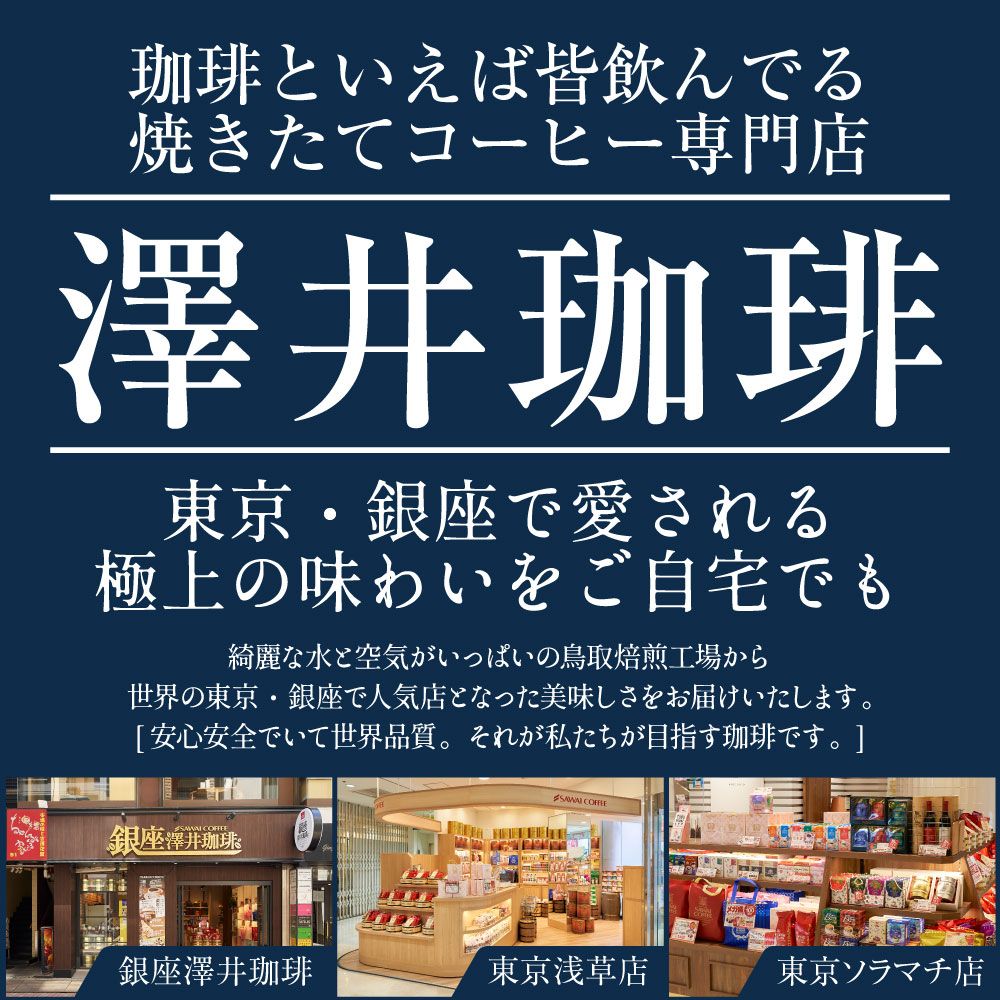 珈琲といえば皆飲んでる
焼きたてコーヒー専門店
澤井珈琲
東京・銀座で愛される
極上の味わいをご自宅でも
綺麗な水と空気がいっぱいの鳥取焙煎工場から
世界の東京・銀座で人気店となった美味しさをお届けいたします。
[ 安心安全でいて世界品質。それが私たちが目指す珈琲です。]
SAWAI COFFEE
銀座澤井珈琲
銀座澤井珈琲
SAWAI COFFEE
東京浅草店
SAWAI COFFEE
東京ソラマチ店